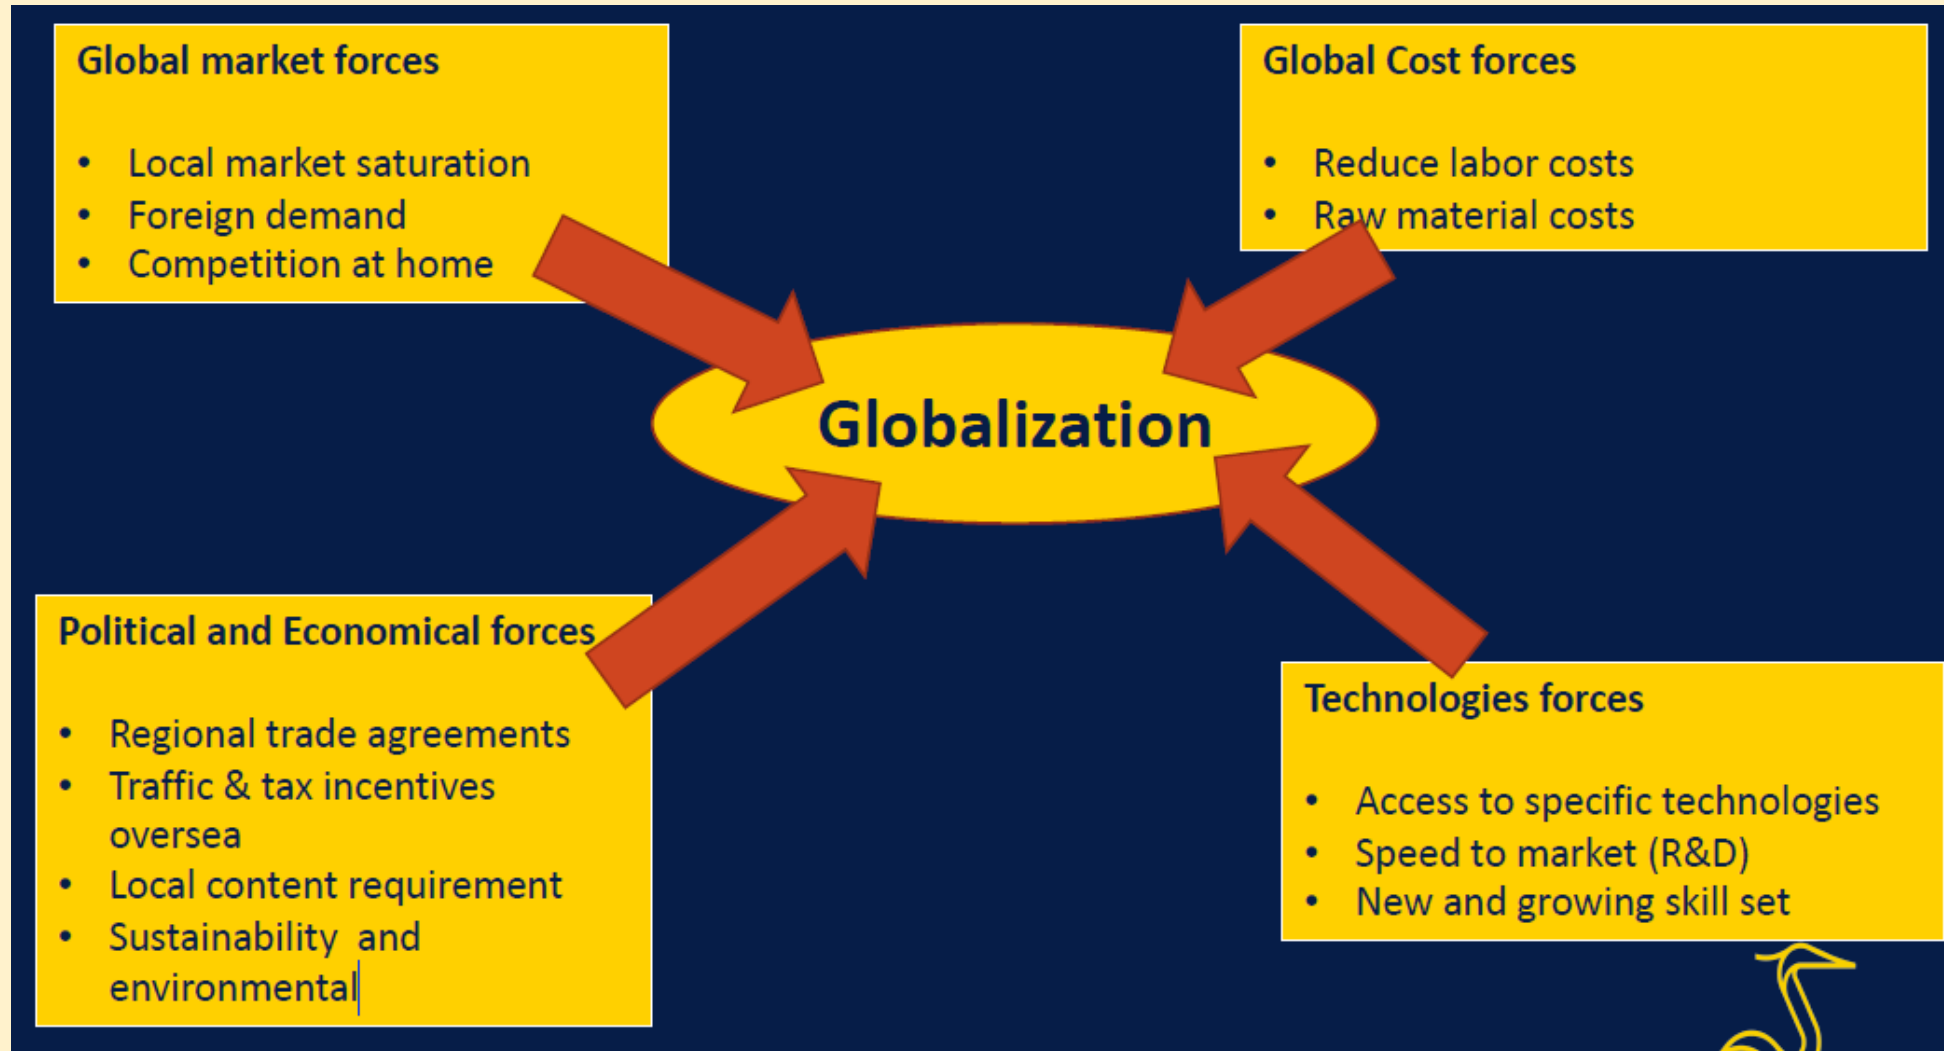 Global market forces
• Local market saturation
• Foreign demand
• Competition at home
Global Cost forces
• Reduce labor costs
• Raw material costs
Globalization
Political and Economical forces
• Regional trade agreements
• Traffic & tax incentives
oversea
• Local content requirement
• Sustainability and
environmental
Technologies forces
• Access to specific technologies
• Speed to market (R&D)
• New and growing skill set